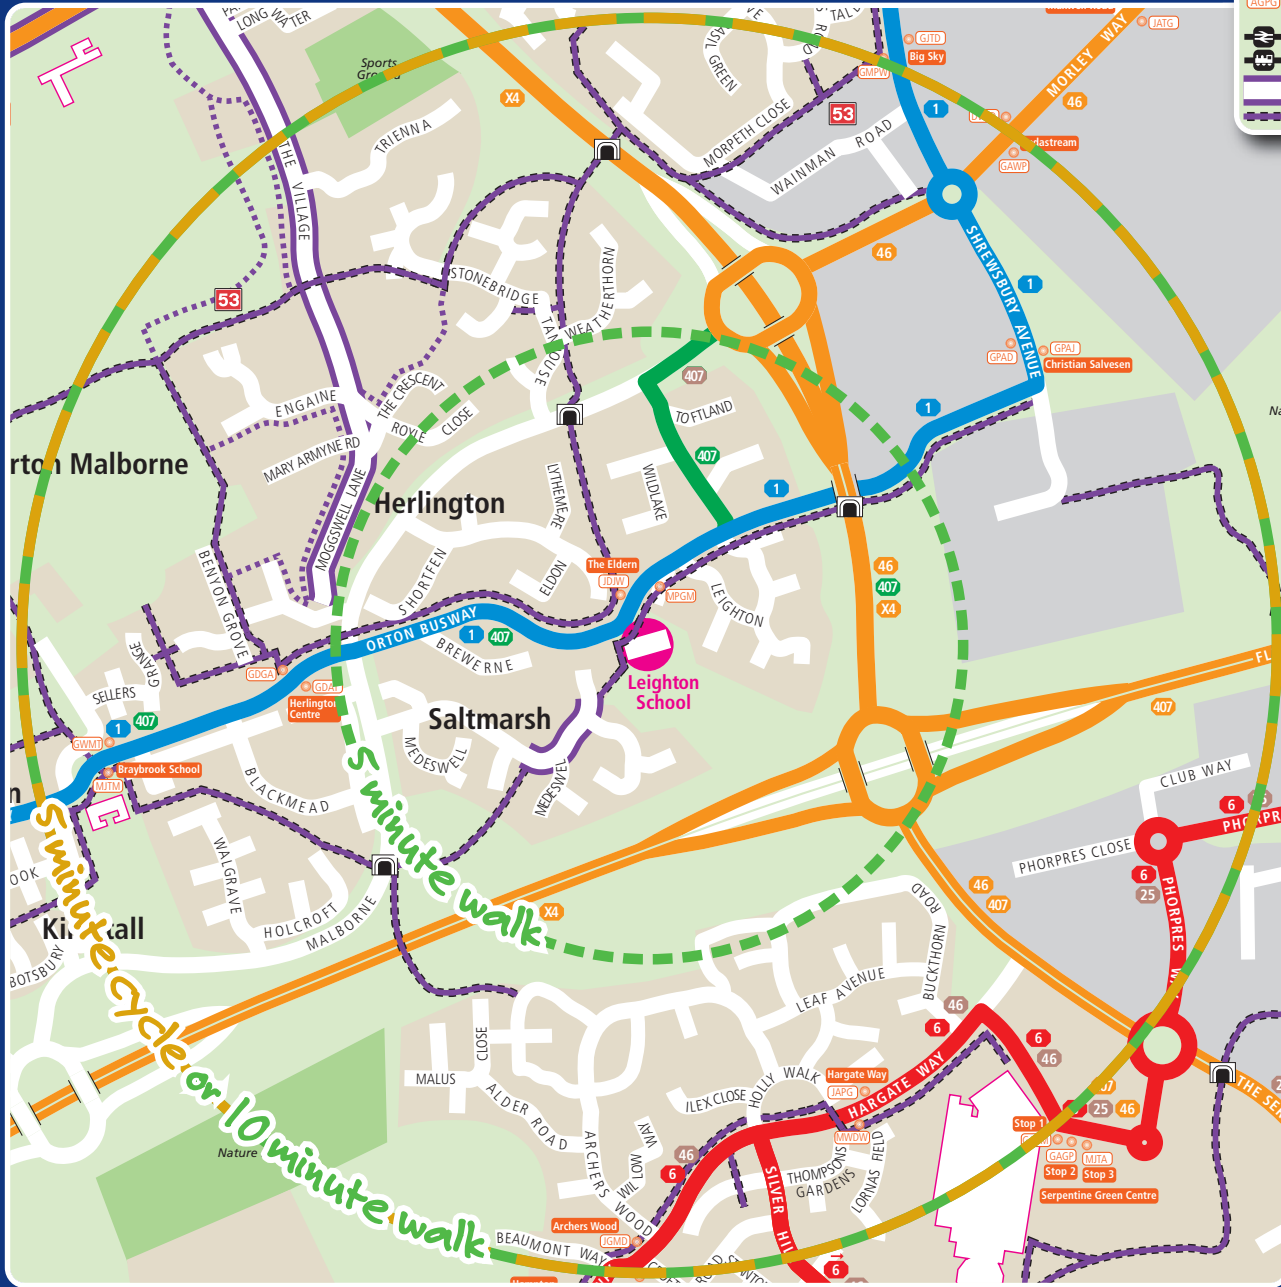 LONG WATER
Sports
TRIENNA
THE VILLAGE
X4
GREEN
MORPETH CLOSE
WAINMAN ROAD
53
GMPW
GJTD
Big Sky
1
MORLEY WAY
JATG
46
GAWP
AGPG
53
STONEBRIDGE
WEATHERTHORN
46
SHREWSBURY AVENUE
1
GPAD
GPAJ
Christian Salvesen
ENGAINE
THE CRESCENT
ROYLE CLOSE
MARY ARMYNE RD
MOGGSWELL LANE
407
TOFTLAND
407
WILDLAKE
1
1
rton Malborne
Herlington
LYTHEMERE
ELDON
SHORTFEN
The Eldern
JDJW
MPGM
LEIGHTON
46
407
X4
BENYON GROVE
GRANGE
SELLERS
ORTON BUSWAY
1
407
BREWERNE
Leighton
School
GDGA
Herlington
Centre
1
407
GWMT
Braybrook School
MJTM
Saltmarsh
MEDESWELL
BLACKMEAD
WALGRAVE
HOLCROFT
MALBORNE
X4
407
CLUB WAY
6
PHORPRES CLOSE
6
25
PHORPRES
46
407
5 minute walk
5 minute cycle or 10 minute walk
BUCKTHORN
ROAD
LEAF AVENUE
46
6
6
46
CLOSE
MALUS
ALDER ROAD
ARCHERS WOOD
ILEX CLOSE
HOLLY WALK
Hargate Way
JAPG
HARGATE WAY
MWDW
THOMPSONS
GARDENS
LORNAS FIELD
25
46
Stop 1
GAGP
MJTA
Stop 2
Stop 3
Serpentine Green Centre
Nature
46
6
SILVER
Archers Wood
JGMD
BEAUMONT WAY
6